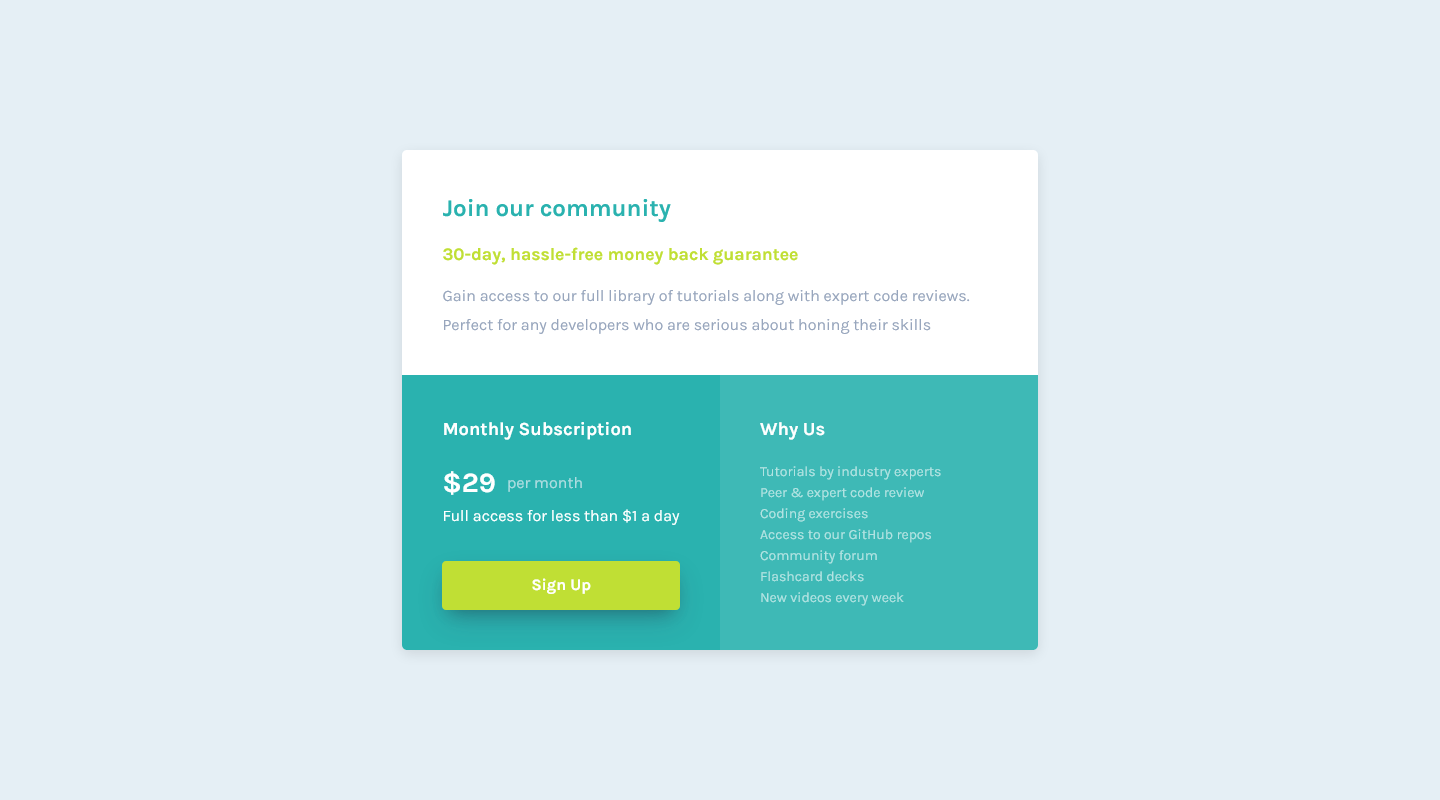 Join our community
30-day, hassle-free money back guarantee
Gain access to our full library of tutorials along with expert code reviews.
Perfect for any developers who are serious about honing their skills
Monthly Subscription
$29 per month
Full access for less than $1 a day
Sign Up
Why Us
Tutorials by industry experts
Peer & expert code review
Coding exercises
Access to our GitHub repos
Community forum
Flashcard decks
New videos every week